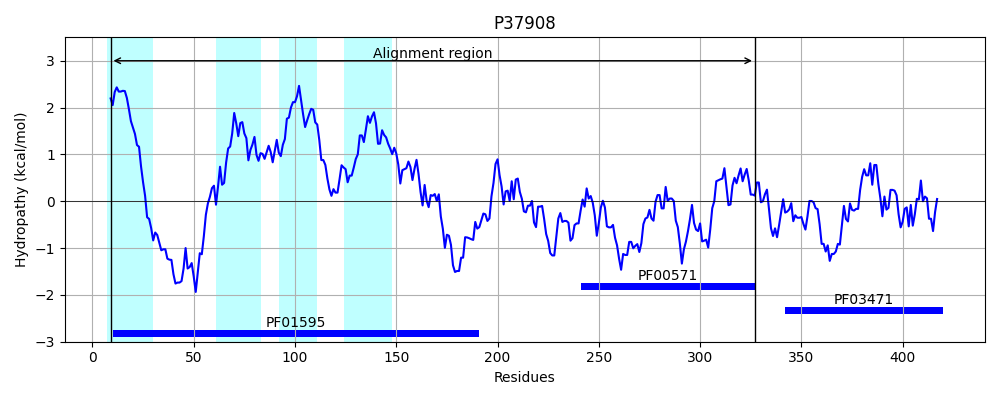 P37908
Alignment region
3
2
1
0
−1
−2
−3
Hydropathy (kcal/mol)
PF00571
PF03471
PF01595
0 50 100 150 200 250 300 350 400
Residues